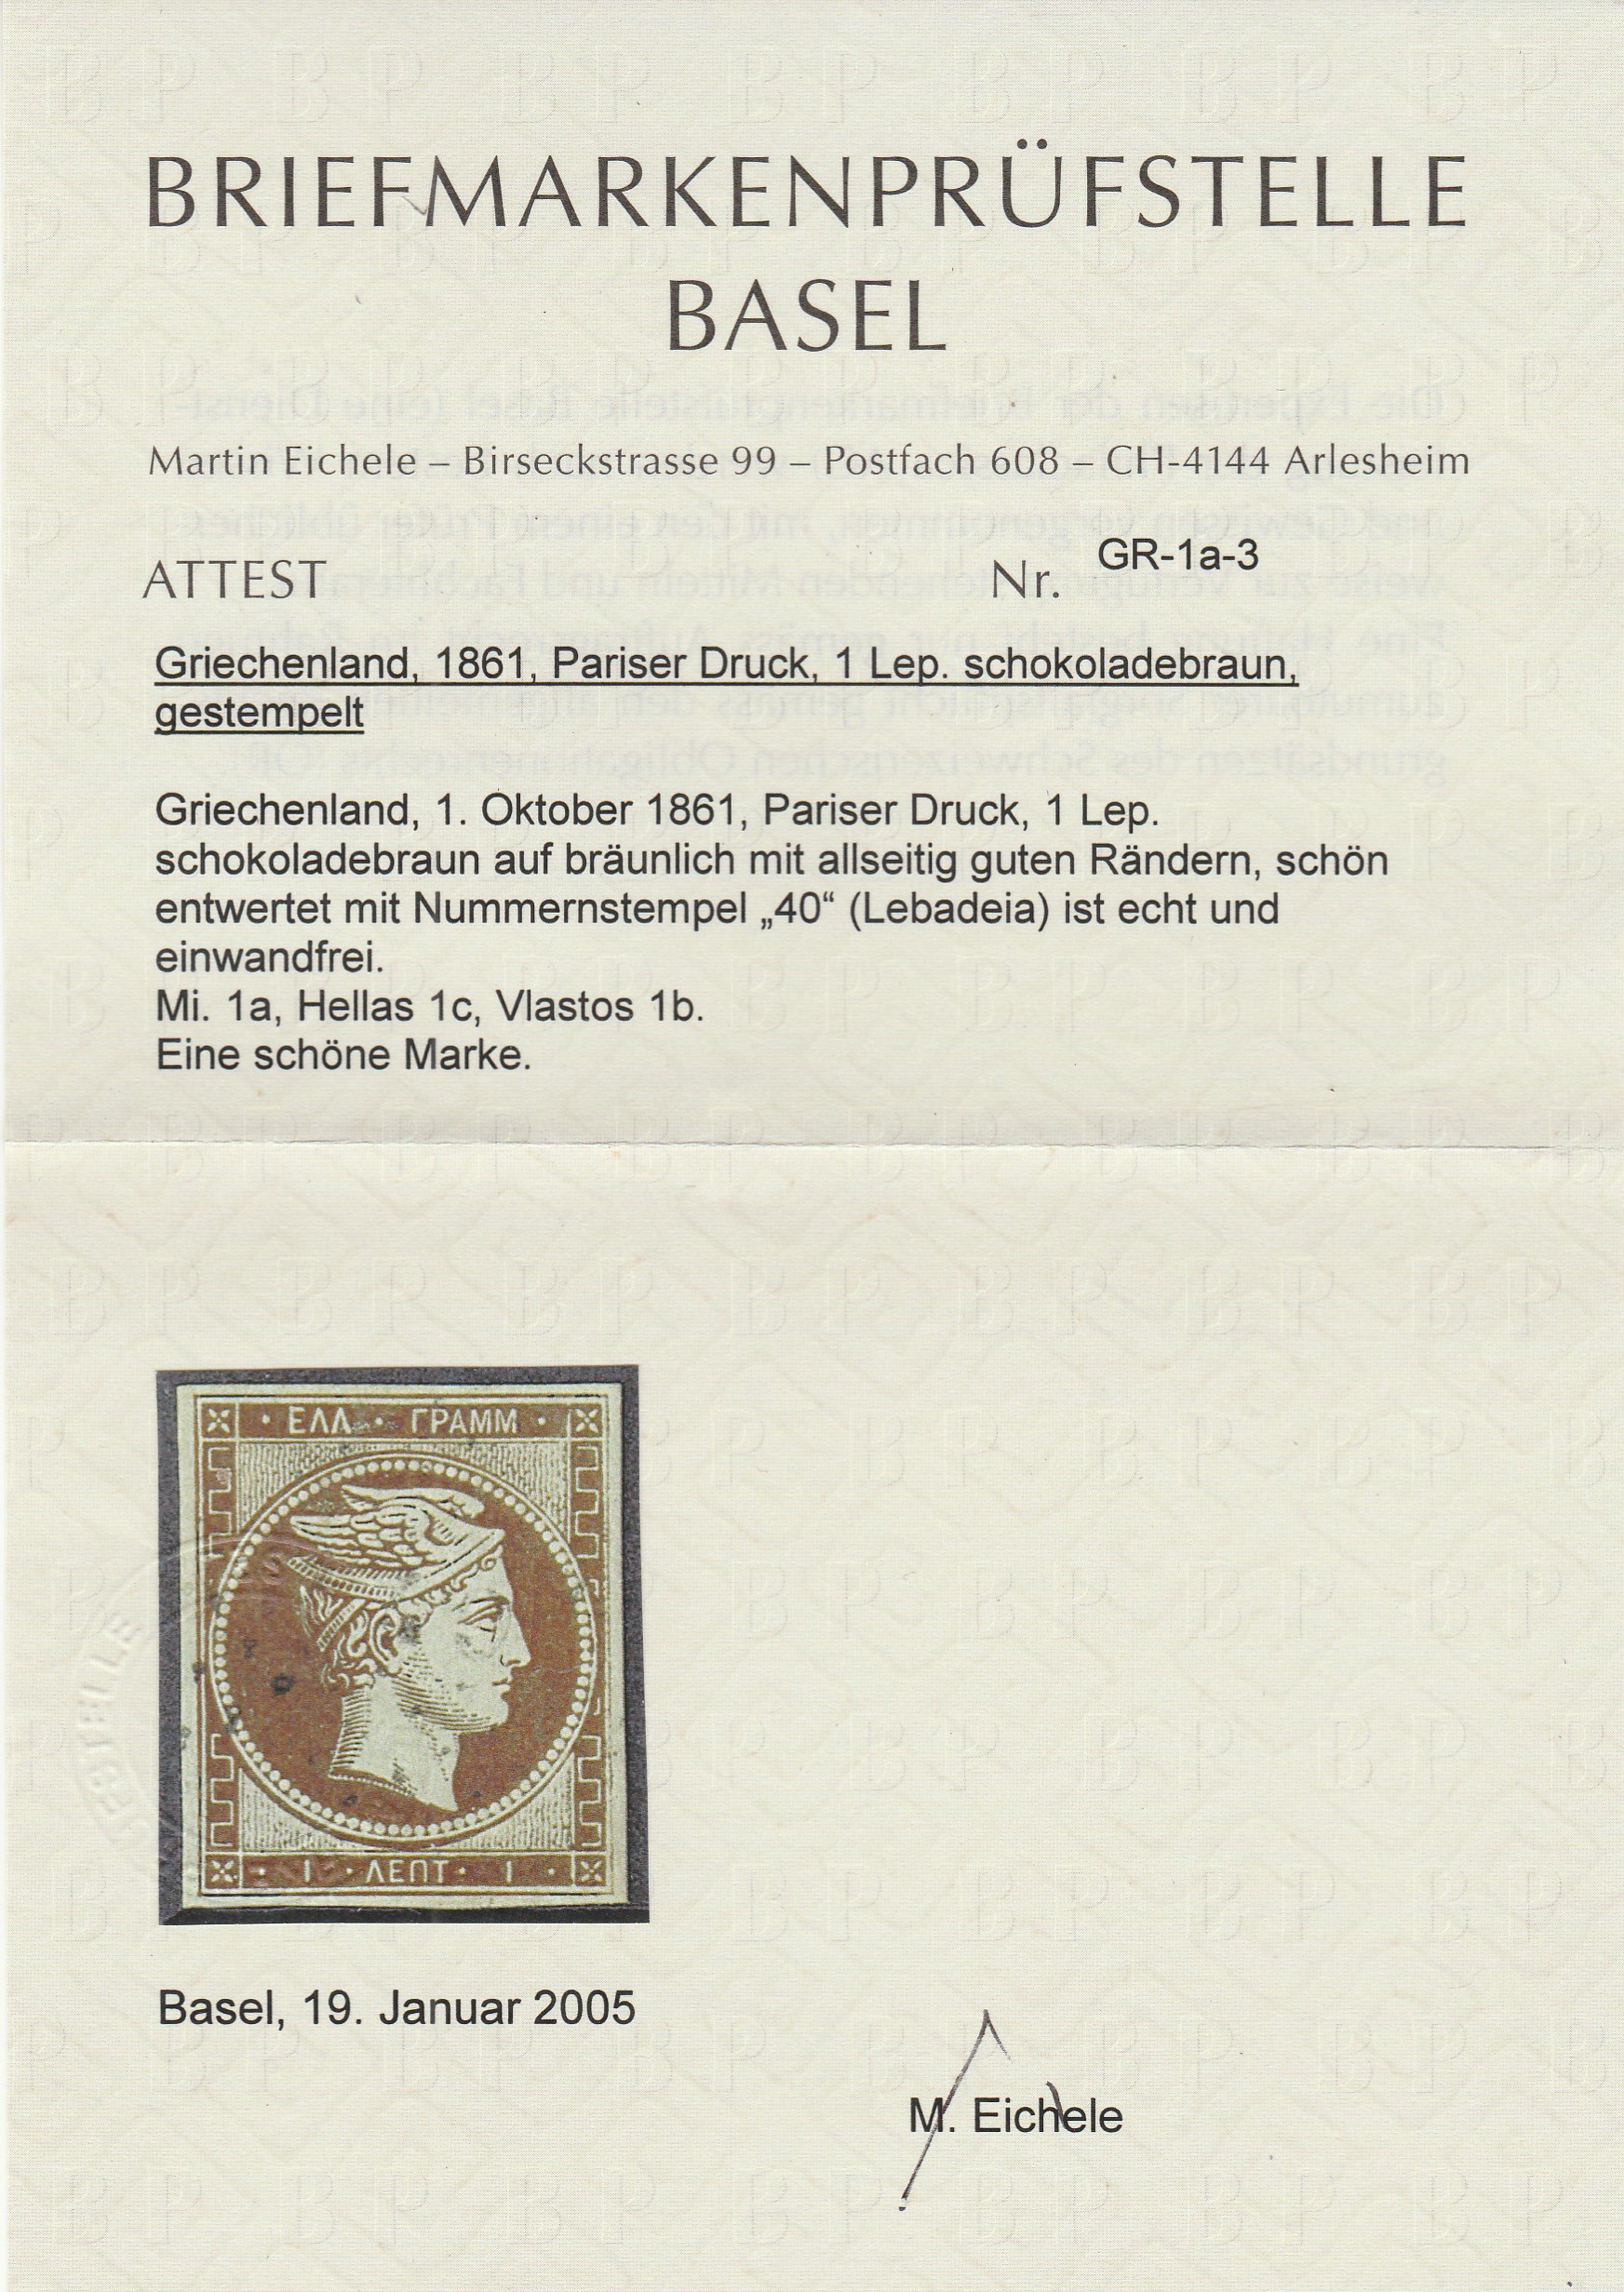 BRIEFMARKENPRÜFSTELLE
BASEL
Martin Eichele – Birseckstrasse 99 – Postfach 608 – CH-4144 Arlesheim
ATTEST Nr. GR-1a-3
Griechenland, 1861, Pariser Druck, 1 Lep. schokoladebraun,
gestempelt
Griechenland, 1. Oktober 1861, Pariser Druck, 1 Lep.
schokoladebraun auf bräunlich mit allseitig guten Rändern, schön
entwertet mit Nummernstempel „40“ (Lebadeia) ist echt und
einwandfrei.
Mi. 1a, Hellas 1c, Vlastos 1b.
Eine schöne Marke.
ΕΛΛ · ΓΡΑΜΜ ·
· 1 · ΛΕΠΤ · 1 ·
Basel, 19. Januar 2005
M. Eichele